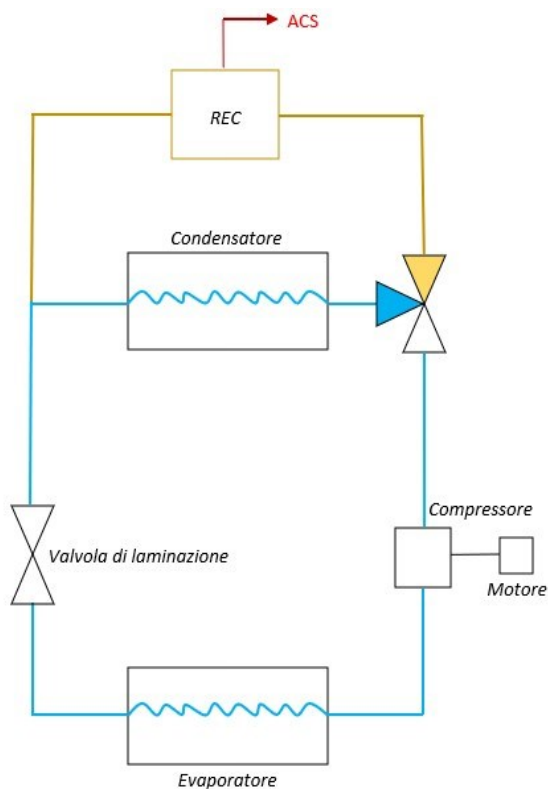 ACS
REC
Condensatore
Compressore
Valvola di laminazione
Motore
Evaporatore